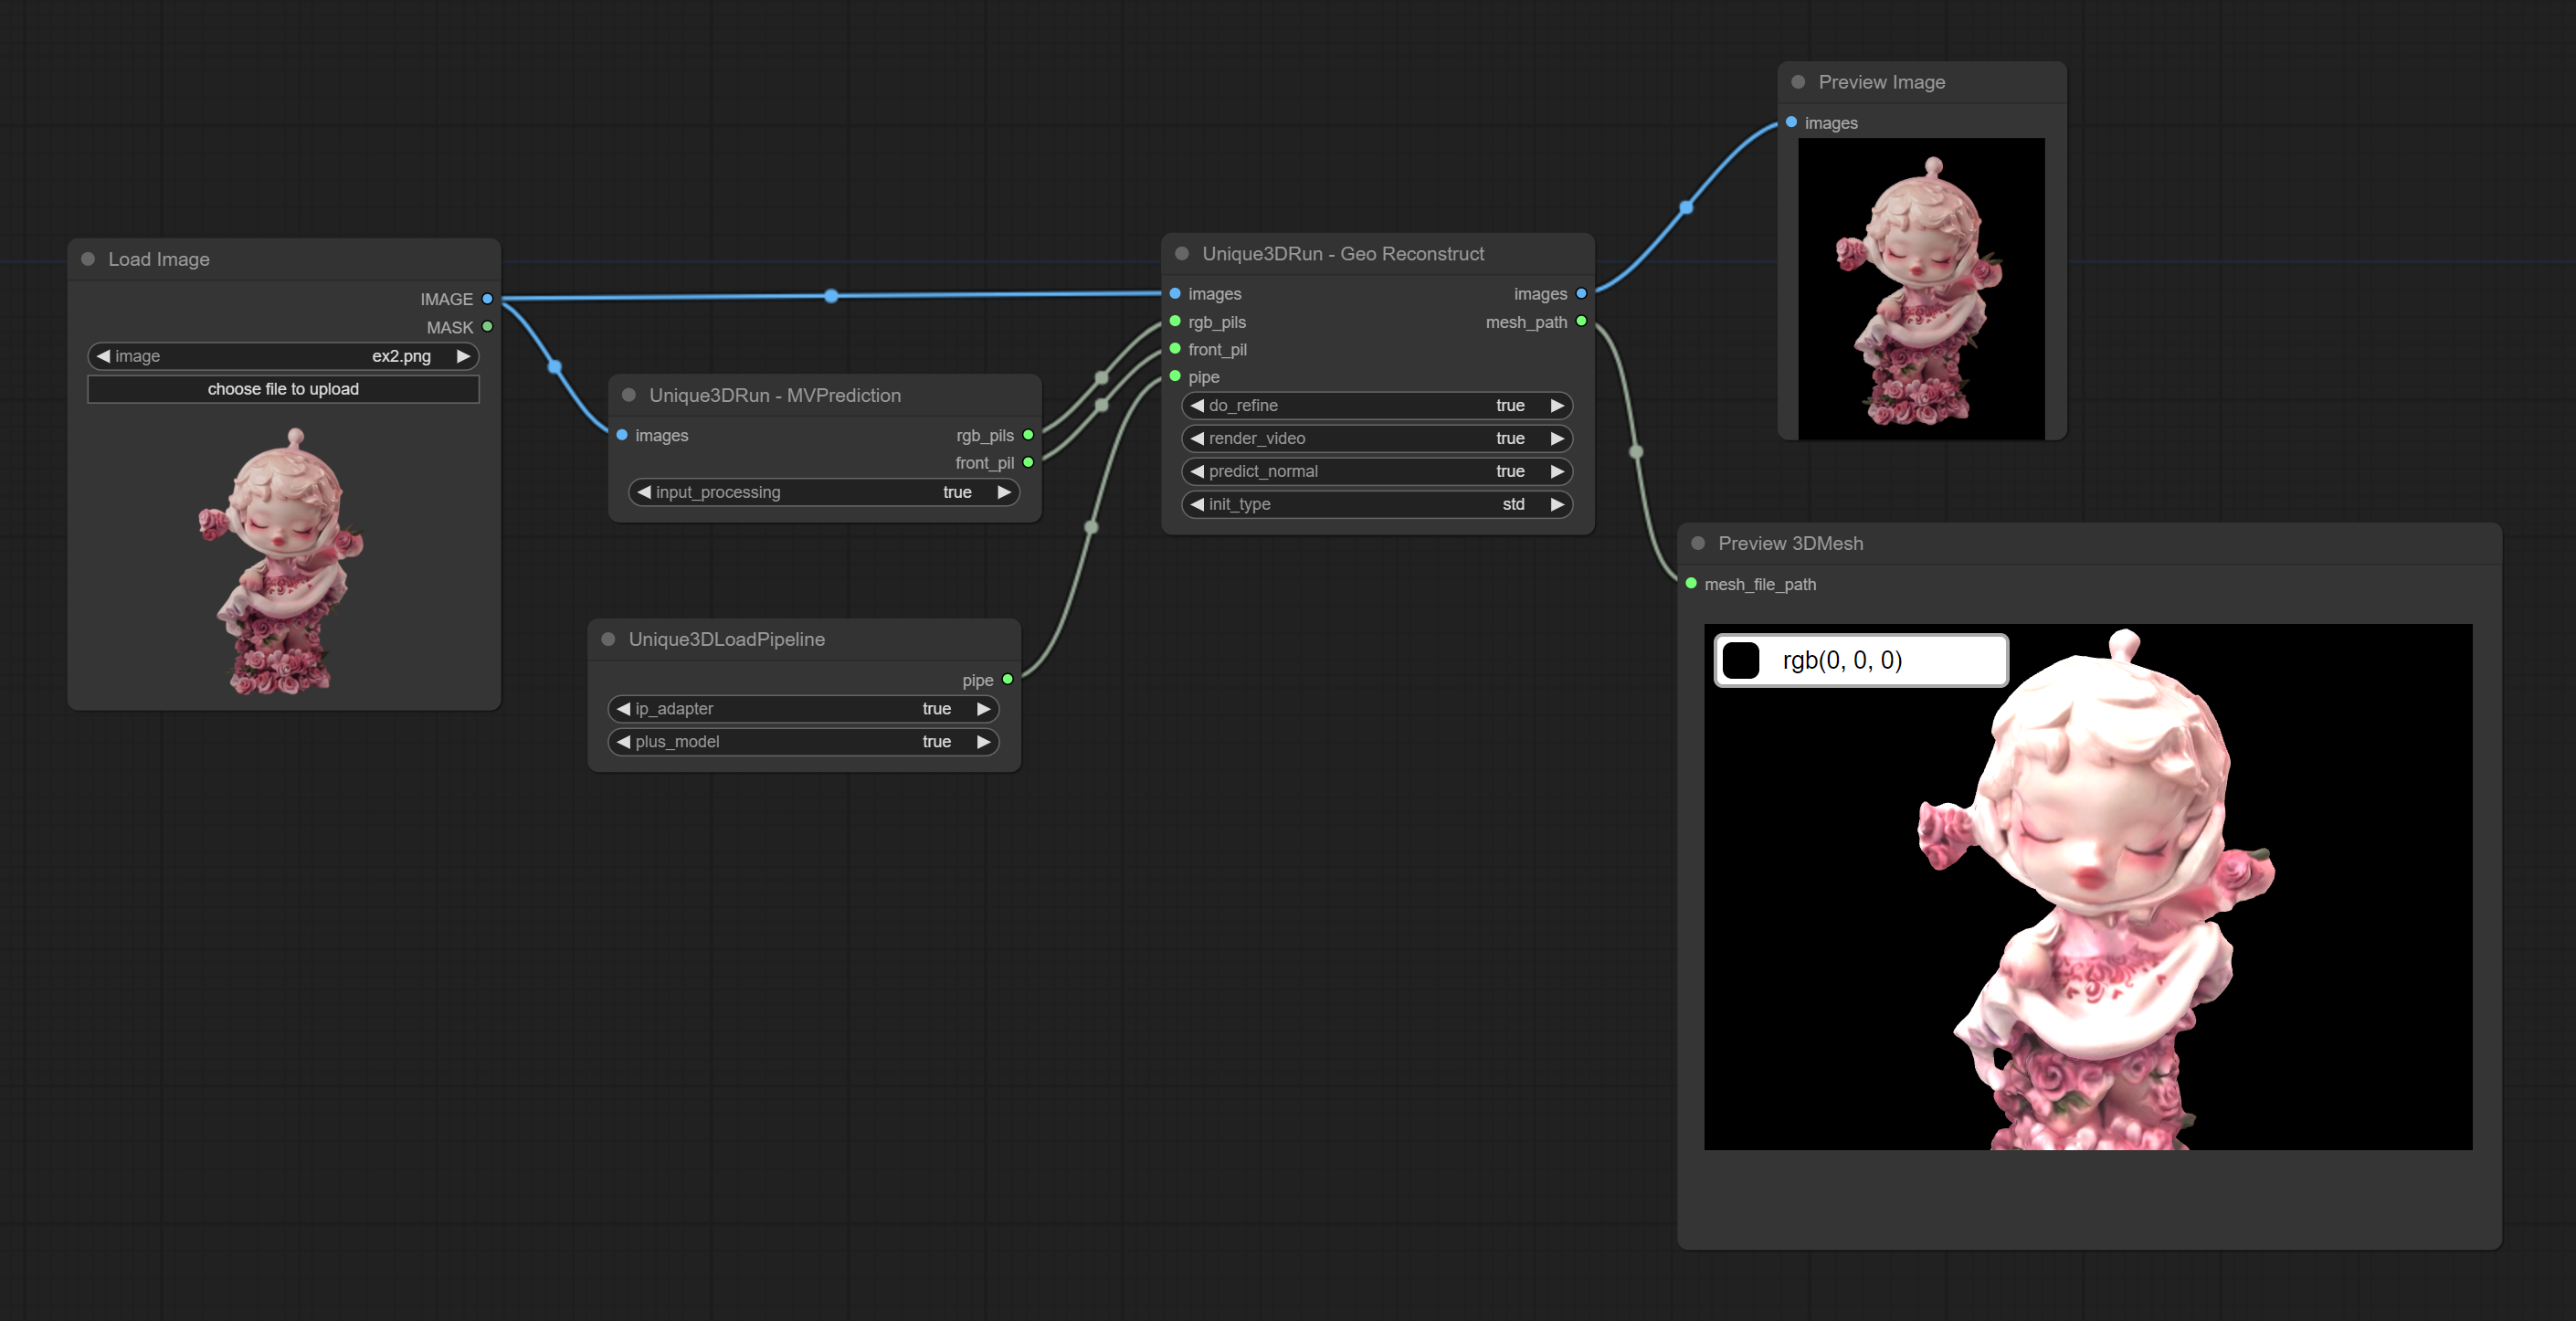 Load Image
IMAGE
MASK
image ex2.png
choose file to upload
Unique3DRun - MVPrediction
images rgb_pils
front_pil
input_processing true
Unique3DLoadPipeline
pipe
ip_adapter true
plus_model true
Unique3DRun - Geo Reconstruct
images images
rgb_pils mesh_path
front_pil
pipe
do_refine true
render_video true
predict_normal true
init_type std
Preview Image
images
Preview 3DMesh
mesh_file_path
rgb(0, 0, 0)